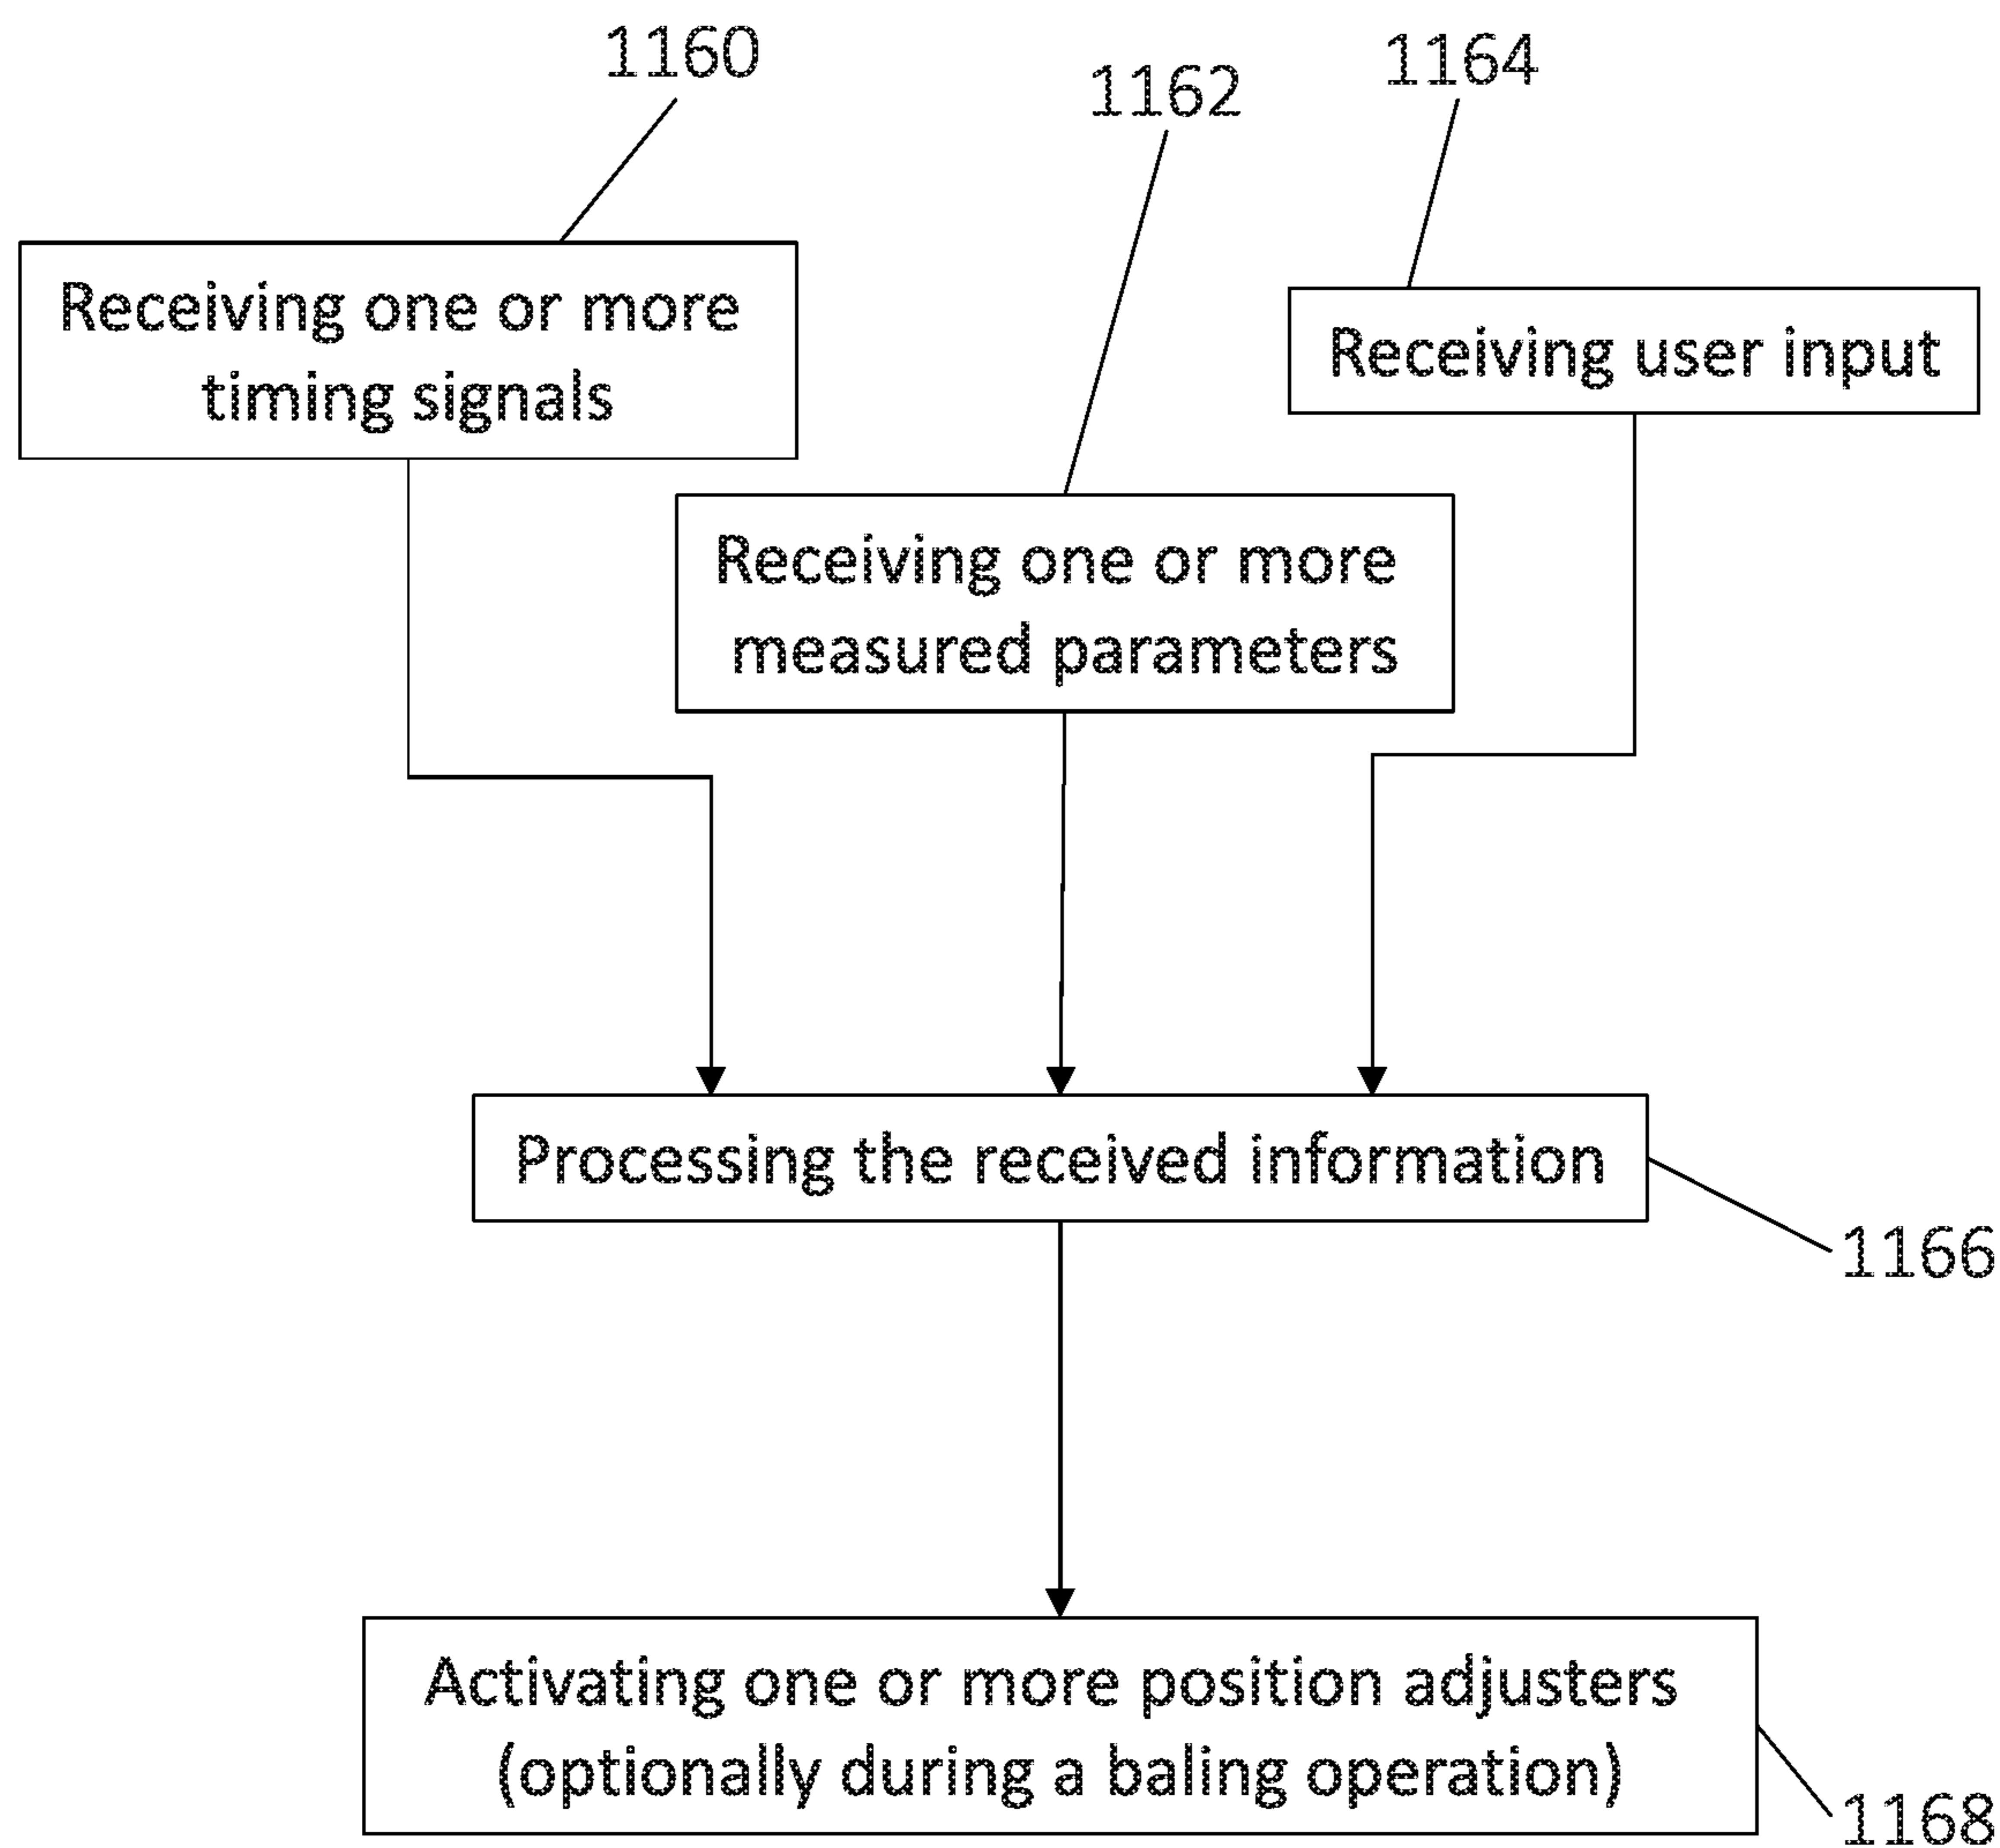 1160
1162
1164
Receiving one or more
timing signals
Receiving user input
Receiving one or more
measured parameters
Processing the received information
1166
Activating one or more position adjusters
(optionally during a baling operation)
1168